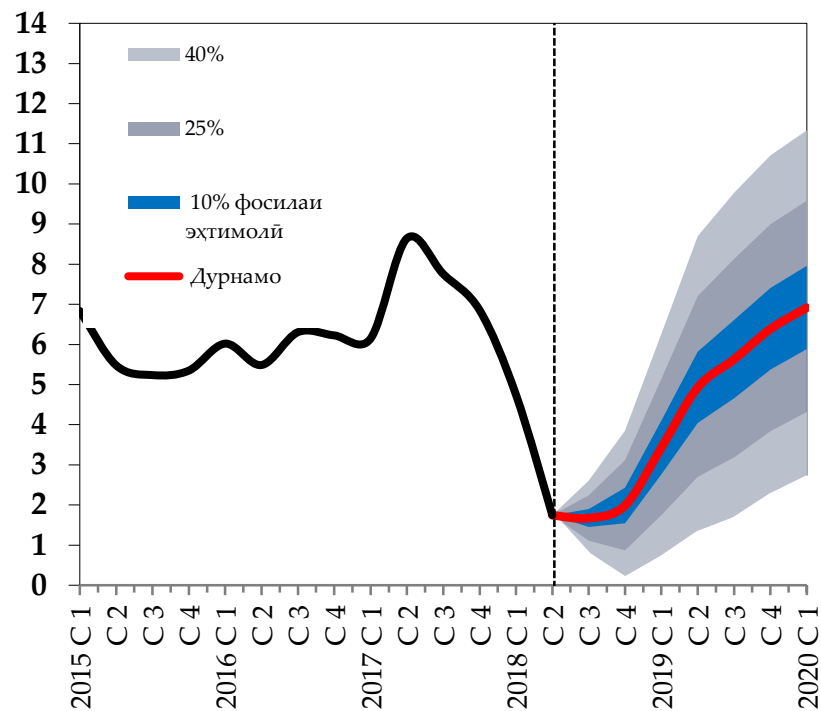 14
13
12
11
10
9
8
7
6
5
4
3
2
1
0
40%
25%
10% фосилаи
эҳтимолӣ
Дурнамо
2015 С 1
С 2
С 3
С 4
2016 С 1
С 2
С 3
С 4
2017 С 1
С 2
С 3
С 4
2018 С 1
С 2
С 3
С 4
2019 С 1
С 2
С 3
С 4
2020 С 1